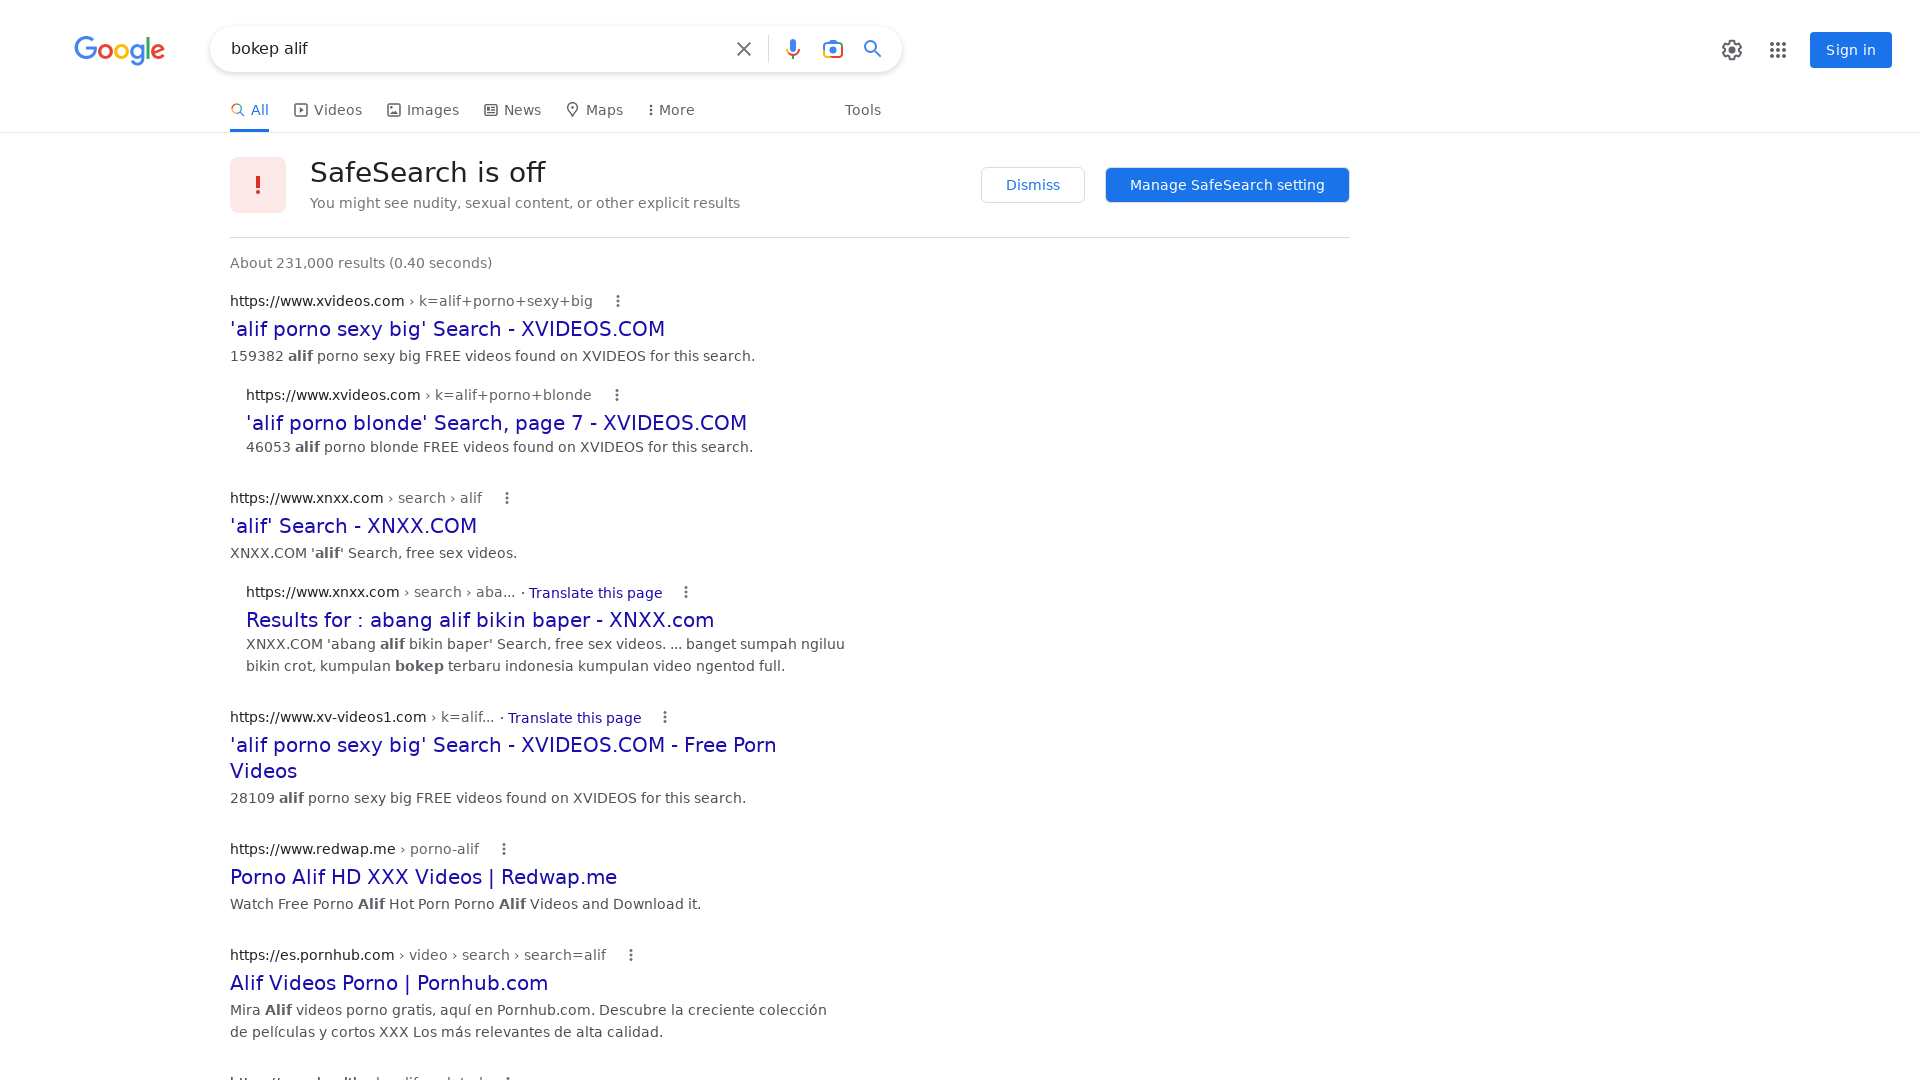 Google
bokep alif
Sign in
All
Videos
Images
News
Maps
More
Tools
SafeSearch is off
You might see nudity, sexual content, or other explicit results
Dismiss
Manage SafeSearch setting
About 231,000 results (0.40 seconds)
https://www.xvideos.com › k=alif+porno+sexy+big
'alif porno sexy big' Search - XVIDEOS.COM
159382 alif porno sexy big FREE videos found on XVIDEOS for this search.
https://www.xvideos.com › k=alif+porno+blonde
'alif porno blonde' Search, page 7 - XVIDEOS.COM
46053 alif porno blonde FREE videos found on XVIDEOS for this search.
https://www.xnxx.com › search › alif
'alif' Search - XNXX.COM
XNXX.COM 'alif' Search, free sex videos.
https://www.xnxx.com › search › aba... · Translate this page
Results for : abang alif bikin baper - XNXX.com
XNXX.COM 'abang alif bikin baper' Search, free sex videos. ... banget sumpah ngiluu
bikin crot, kumpulan bokep terbaru indonesia kumpulan video ngentod full.
https://www.xv-videos1.com › k=alif... · Translate this page
'alif porno sexy big' Search - XVIDEOS.COM - Free Porn
Videos
28109 alif porno sexy big FREE videos found on XVIDEOS for this search.
https://www.redwap.me › porno-alif
Porno Alif HD XXX Videos | Redwap.me
Watch Free Porno Alif Hot Porn Porno Alif Videos and Download it.
https://es.pornhub.com › video › search › search=alif
Alif Videos Porno | Pornhub.com
Mira Alif videos porno gratis, aquí en Pornhub.com. Descubre la creciente colección
de películas y cortos XXX Los más relevantes de alta calidad.